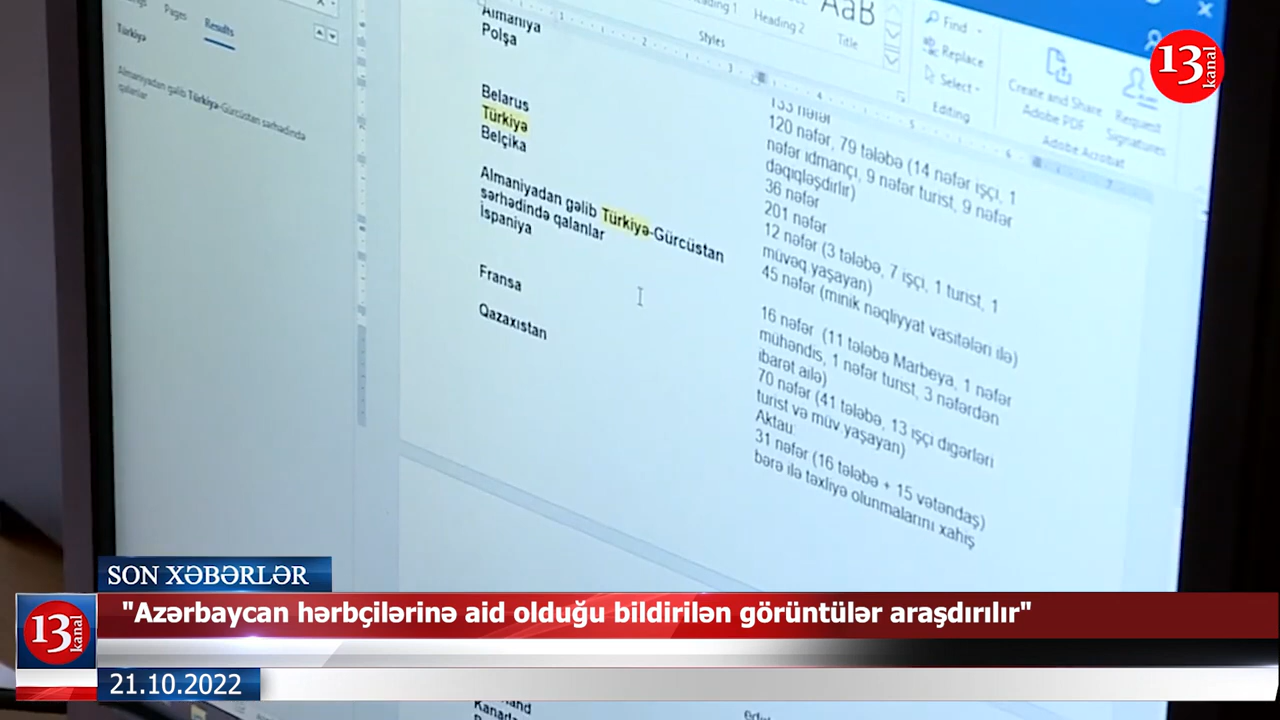 Pages
Results
Türkiyə
Almaniyadan gəlib Türkiyə-Gürcüstan sərhədində
qalanlar
Heading 1
Heading 2
AaB
Title
Styles
Find
Replace
Select
Editing
Create and Share
Adobe PDF
Request
Signatures
Adobe Acrobat
13
kanal
Almaniya
Polşa
Belarus
Türkiyə
Belçika
Almaniyadan gəlib Türkiyə-Gürcüstan
sərhədində qalanlar
İspaniya
Fransa
Qazaxıstan
133 nəfər
120 nəfər, 79 tələbə (14 nəfər işçi, 1
nəfər idmançı, 9 nəfər turist, 9 nəfər
dəqiqləşdirlir)
36 nəfər
201 nəfər
12 nəfər (3 tələbə, 7 işçi, 1 turist, 1
müvəq yaşayan)
45 nəfər (minik nəqliyyat vasitələri ilə)
16 nəfər (11 tələbə Marbeya, 1 nəfər
mühəndis, 1 nəfər turist, 3 nəfərdən
ibarət ailə)
70 nəfər (41 tələbə, 13 işçi digərləri
turist və müv yaşayan)
Aktau:
31 nəfər (16 tələbə + 15 vətəndaş)
bərə ilə təxliyə olunmalarını xahiş
SON XƏBƏRLƏR
"Azərbaycan hərbçilərinə aid olduğu bildirilən görüntülər araşdırılır"
13
kanal
21.10.2022